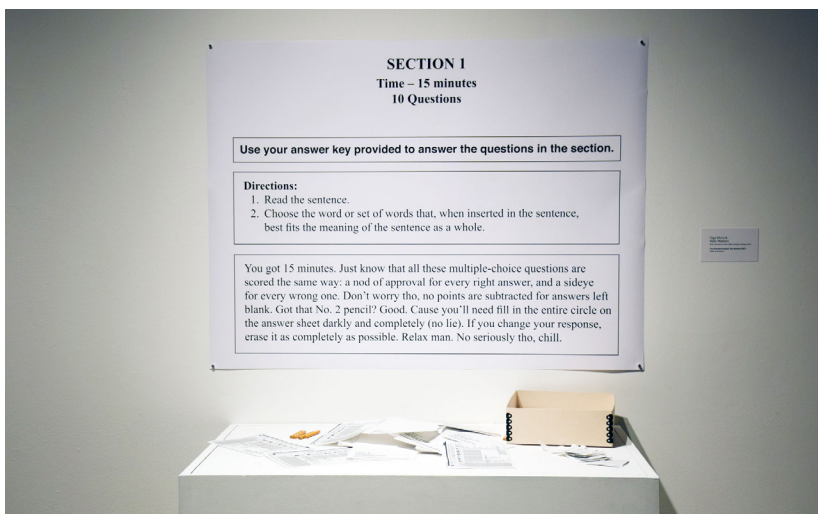 SECTION 1
Time – 15 minutes
10 Questions
Use your answer key provided to answer the questions in the section.
Directions:
1. Read the sentence.
2. Choose the word or set of words that, when inserted in the sentence,
best fits the meaning of the sentence as a whole.
You got 15 minutes. Just know that all these multiple-choice questions are
scored the same way: a nod of approval for every right answer, and a sideye
for every wrong one. Don’t worry tho, no points are subtracted for answers left
blank. Got that No. 2 pencil? Good. Cause you’ll need fill in the entire circle on
the answer sheet darkly and completely (no lie). If you change your response,
erase it as completely as possible. Relax man. No seriously tho, chill.